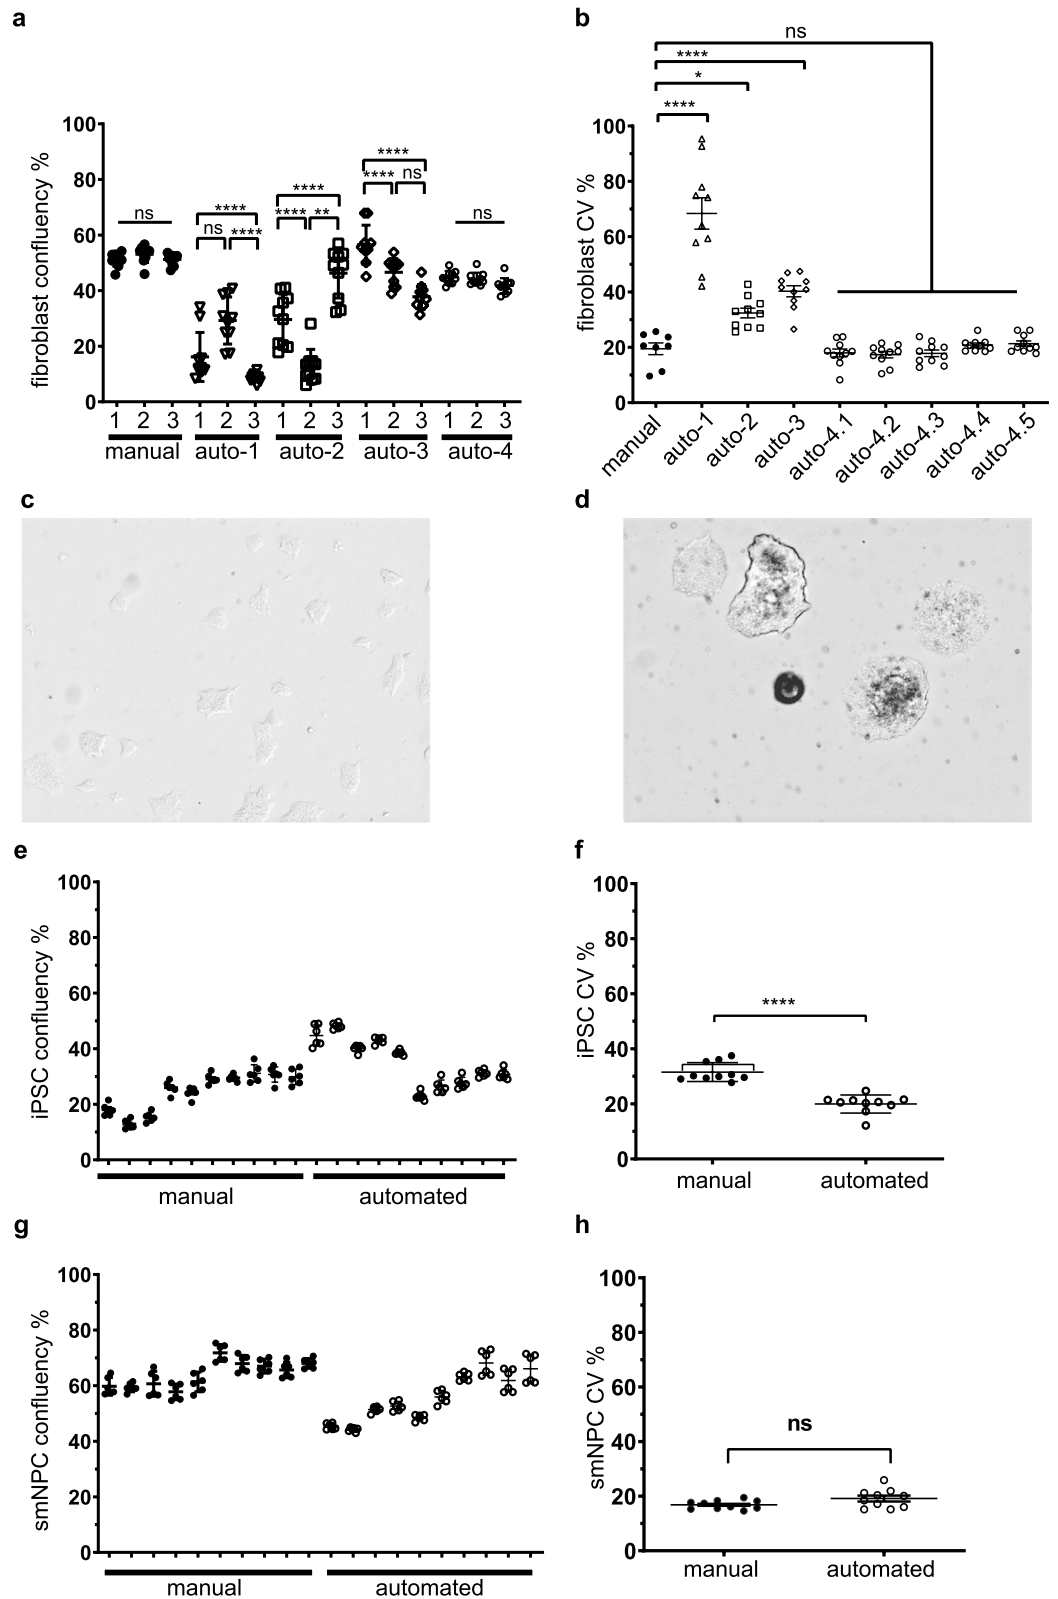 a
fibroblast confluency %
100
80
60
40
20
0
ns
ns
****
****
****
**
****
****
ns
****
ns
1 2 3 1 2 3 1 2 3 1 2 3 1 2 3
manual auto-1 auto-2 auto-3 auto-4
b
fibroblast CV %
100
80
60
40
20
0
ns
****
*
****
manual auto-1 auto-2 auto-3 auto-4.1 auto-4.2 auto-4.3 auto-4.4 auto-4.5
c
d
e
iPSC confluency %
100
80
60
40
20
0
manual automated
f
iPSC CV %
100
80
60
40
20
0
****
manual automated
g
smNPC confluency %
100
80
60
40
20
0
manual automated
h
smNPC CV %
100
80
60
40
20
0
ns
manual automated